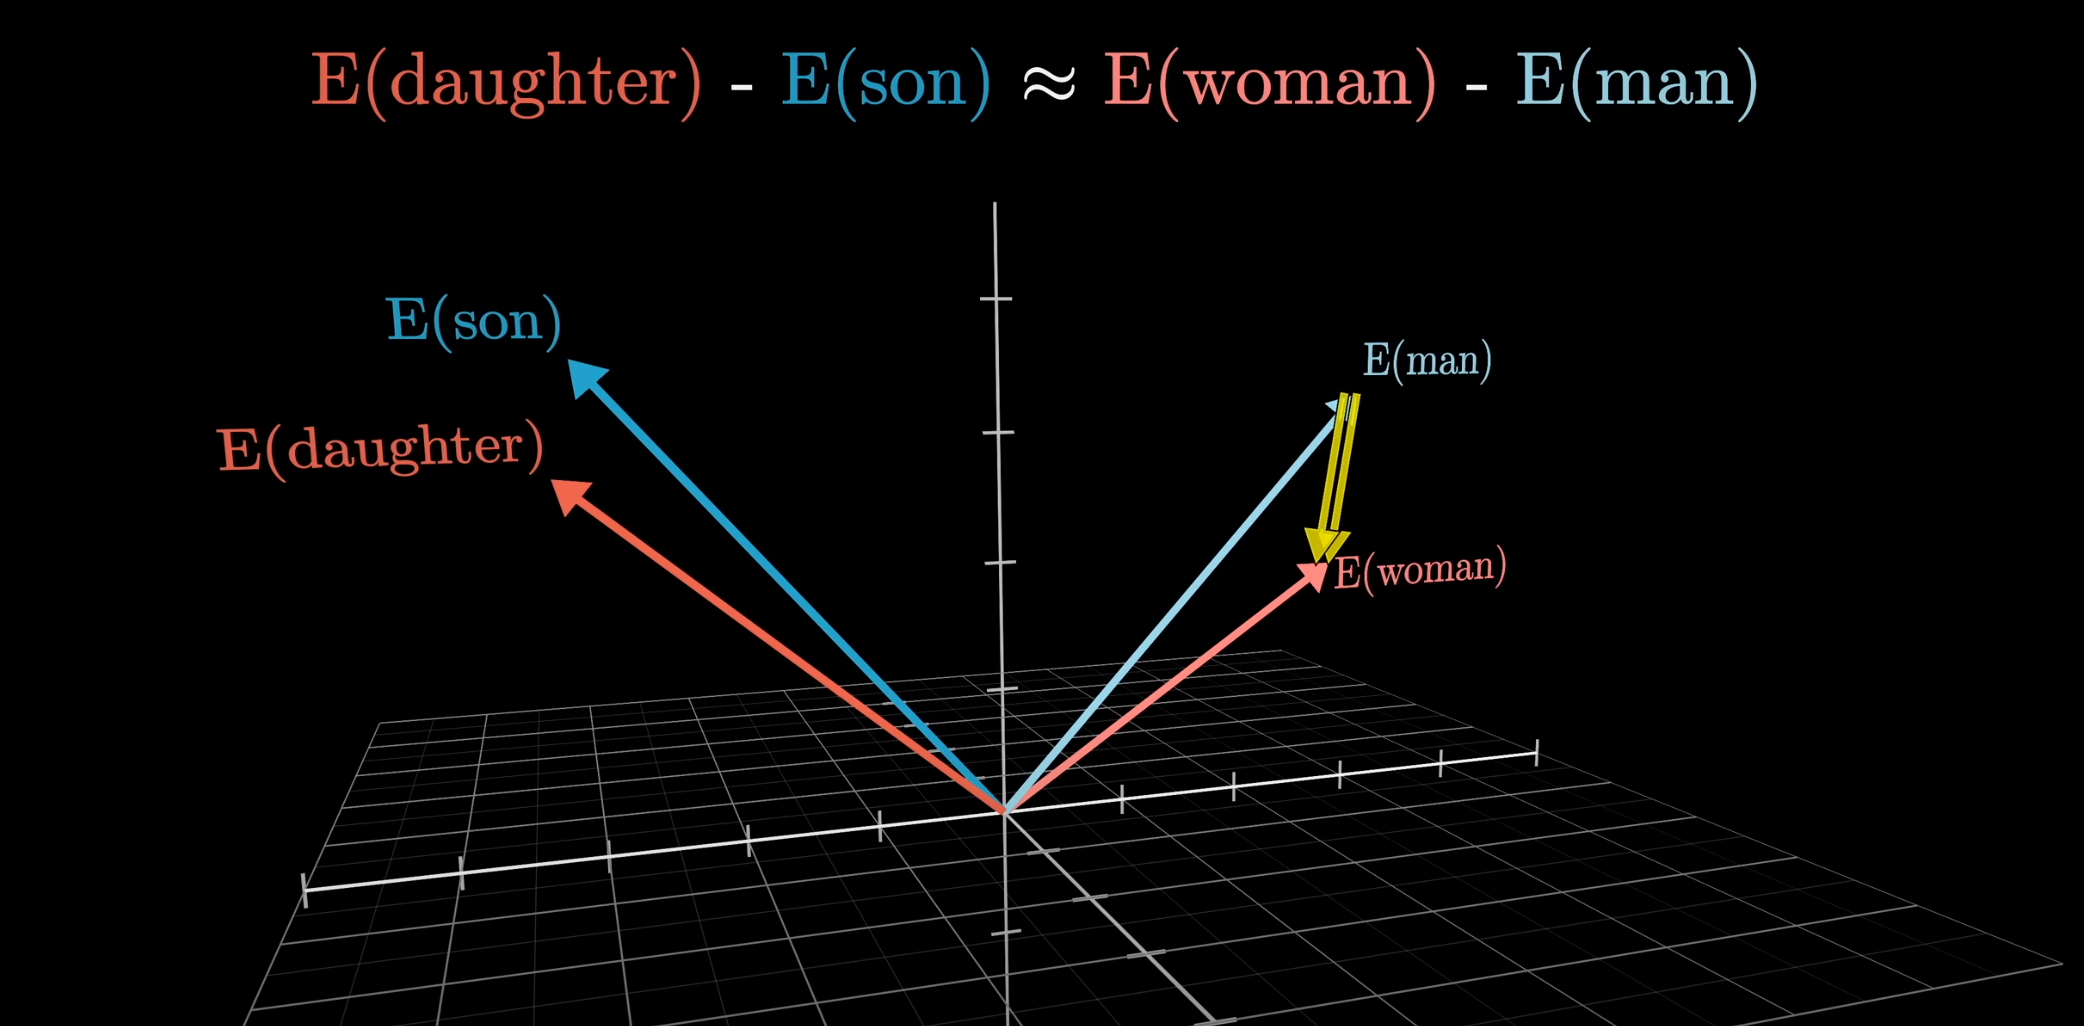 E(daughter) - E(son) ≈ E(woman) - E(man)
E(son)
E(man)
E(daughter)
E(woman)